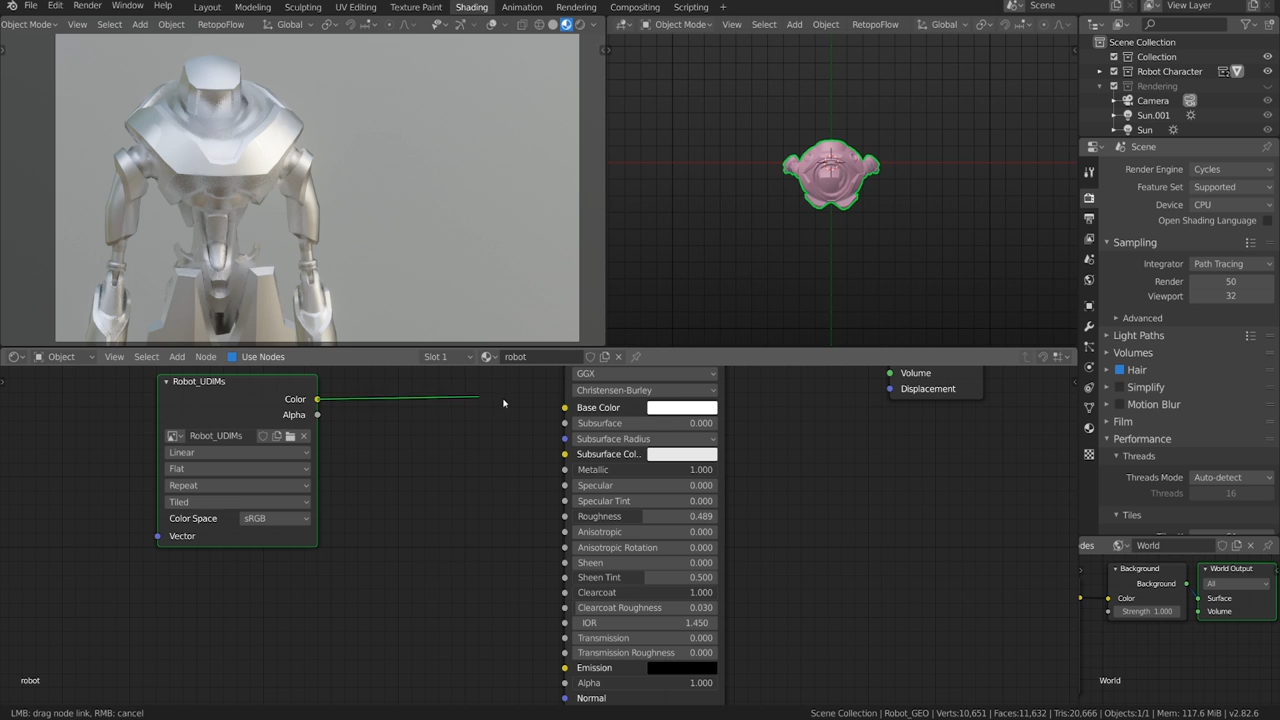 File Edit Render Window Help Layout Modeling Sculpting UV Editing Texture Paint Shading Animation Rendering Compositing Scripting + Scene View Layer
Object Mode View Select Add Object RetopoFlow Global
Object Mode View Select Add Object RetopoFlow Global
Scene Collection
Collection
Robot Character
Rendering
Camera
Sun.001
Sun
Scene
Render Engine Cycles
Feature Set Supported
Device CPU
Open Shading Language
Sampling
Integrator Path Tracing
Render 50
Viewport 32
Advanced
Light Paths
Volumes
Hair
Simplify
Motion Blur
Film
Performance
Threads
Threads Mode Auto-detect
Threads 16
Tiles
Object View Select Add Node Use Nodes Slot 1 robot
Robot_UDIMs
Color
Alpha
Robot_UDIMs
Linear
Flat
Repeat
Tiled
Color Space sRGB
Vector
GGX
Christensen-Burley
Base Color
Subsurface 0.000
Subsurface Radius
Subsurface Col..
Metallic 1.000
Specular 0.000
Specular Tint 0.000
Roughness 0.489
Anisotropic 0.000
Anisotropic Rotation 0.000
Sheen 0.000
Sheen Tint 0.500
Clearcoat 1.000
Clearcoat Roughness 0.030
IOR 1.450
Transmission 0.000
Transmission Roughness 0.000
Emission
Alpha 1.000
Normal
Volume
Displacement
des World
Background
Background
Color
Strength 1.000
World Output
All
Surface
Volume
robot
World
LMB: drag node link, RMB: cancel
Scene Collection | Robot_GEO | Verts:10,651 | Faces:11,632 | Tris:20,666 | Objects:1/1 | Mem: 117.6 MiB | v2.82.6